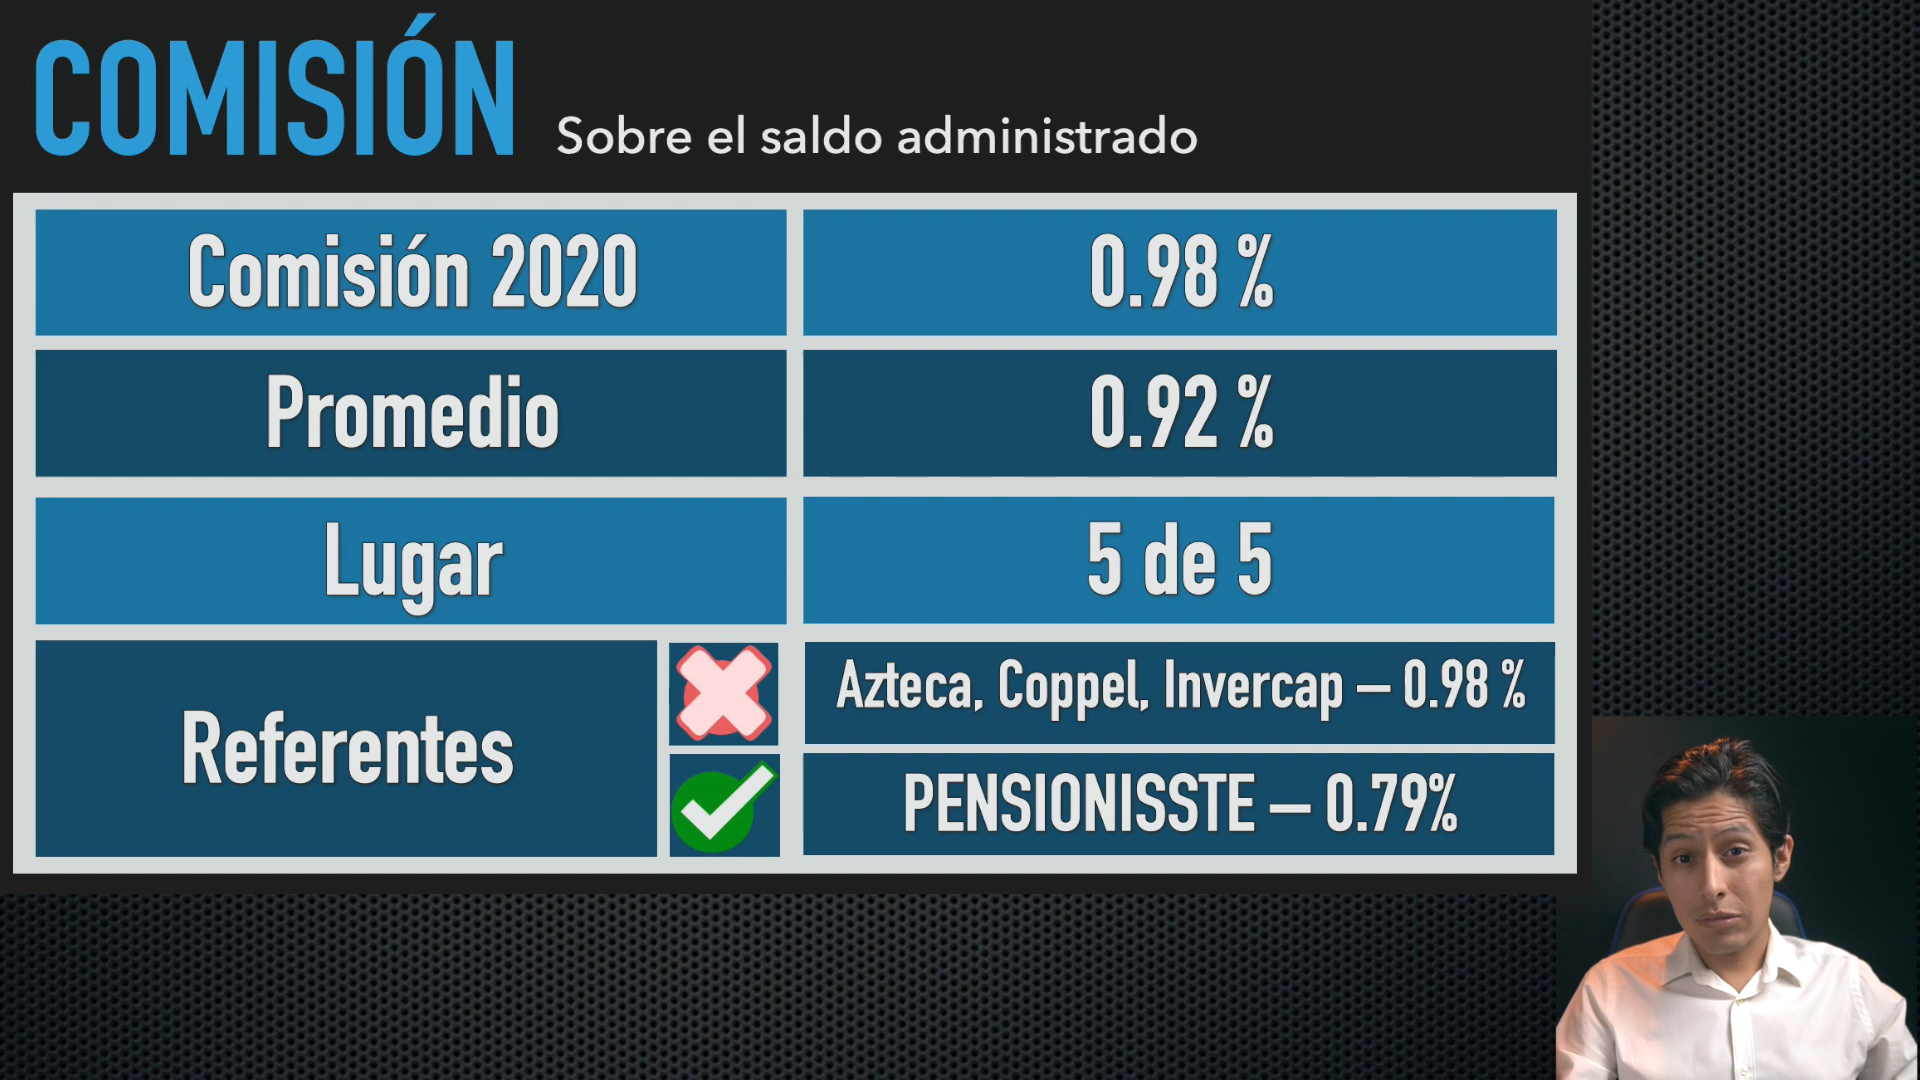 COMISIÓN
Sobre el saldo administrado
Comisión 2020
0.98 %
Promedio
0.92 %
Lugar
5 de 5
Referentes
Azteca, Coppel, Invercap – 0.98 %
PENSIONISSTE – 0.79%